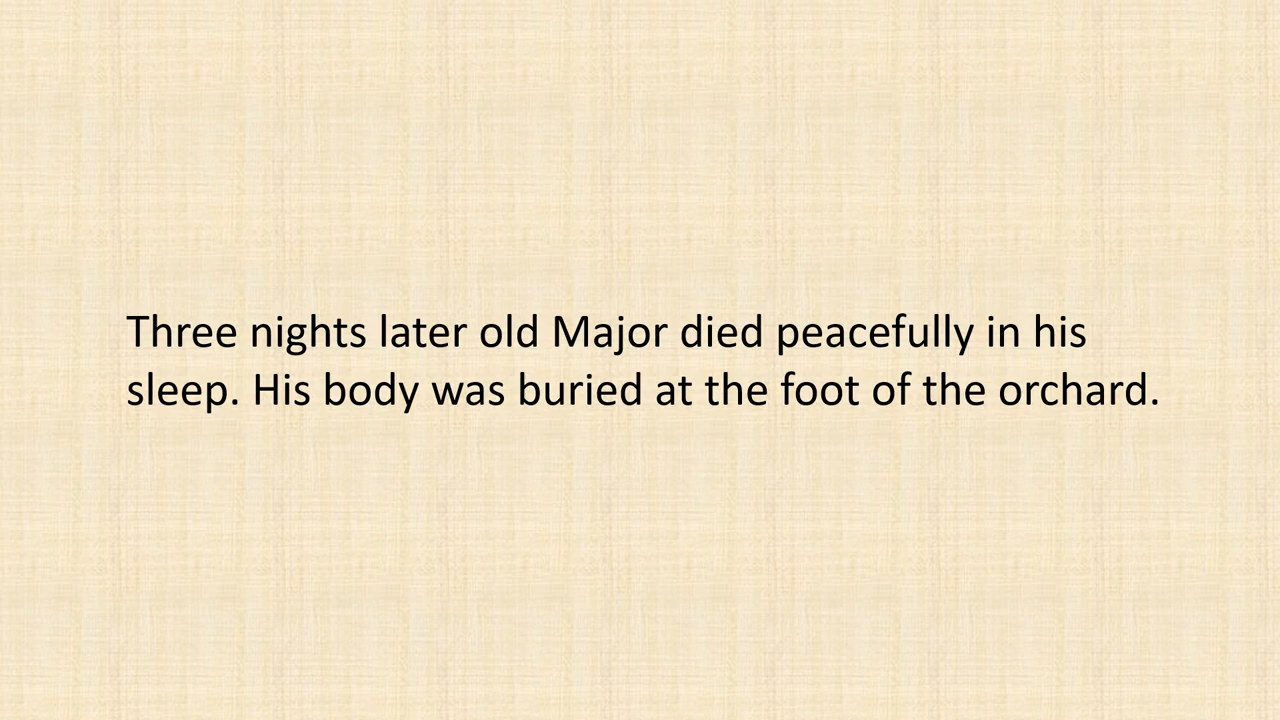 Three nights later old Major died peacefully in his
sleep. His body was buried at the foot of the orchard.